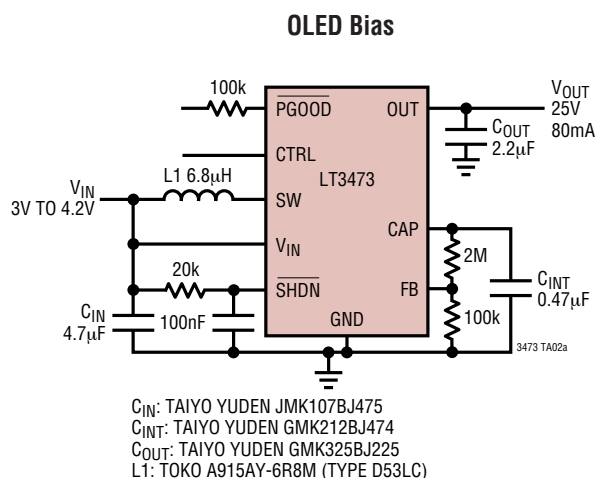 OLED Bias
100k
PGOOD
OUT
VOUT
25V
80mA
COUT
2.2µF
CTRL
LT3473
L1 6.8µH
VIN
3V TO 4.2V
SW
CAP
VIN
2M
20k
SHDN
FB
CINT
0.47µF
CIN
4.7µF
100nF
GND
100k
3473 TA02a
CIN: TAIYO YUDEN JMK107BJ475
CINT: TAIYO YUDEN GMK212BJ474
COUT: TAIYO YUDEN GMK325BJ225
L1: TOKO A915AY-6R8M (TYPE D53LC)